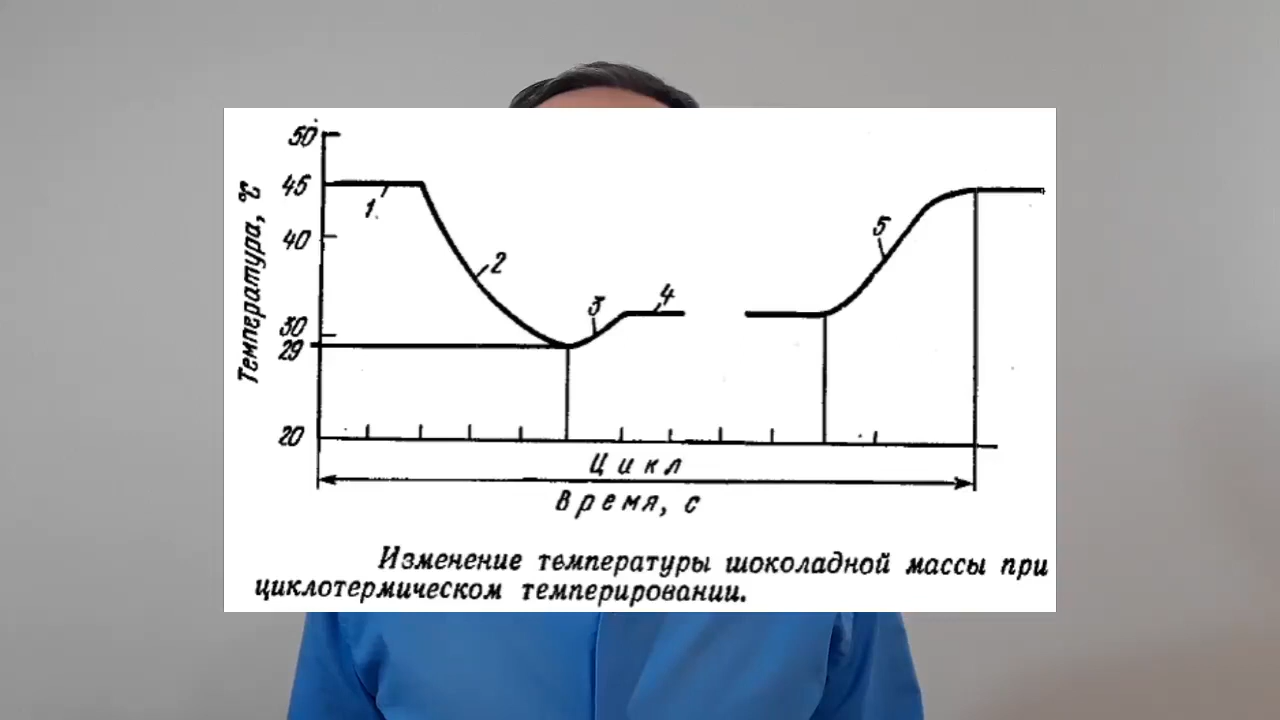 50
45
40
30
29
20
Температура, °С
1
2
3
4
5
Цикл
Время, с
Изменение температуры шоколадной массы при
циклотермическом темперировании.